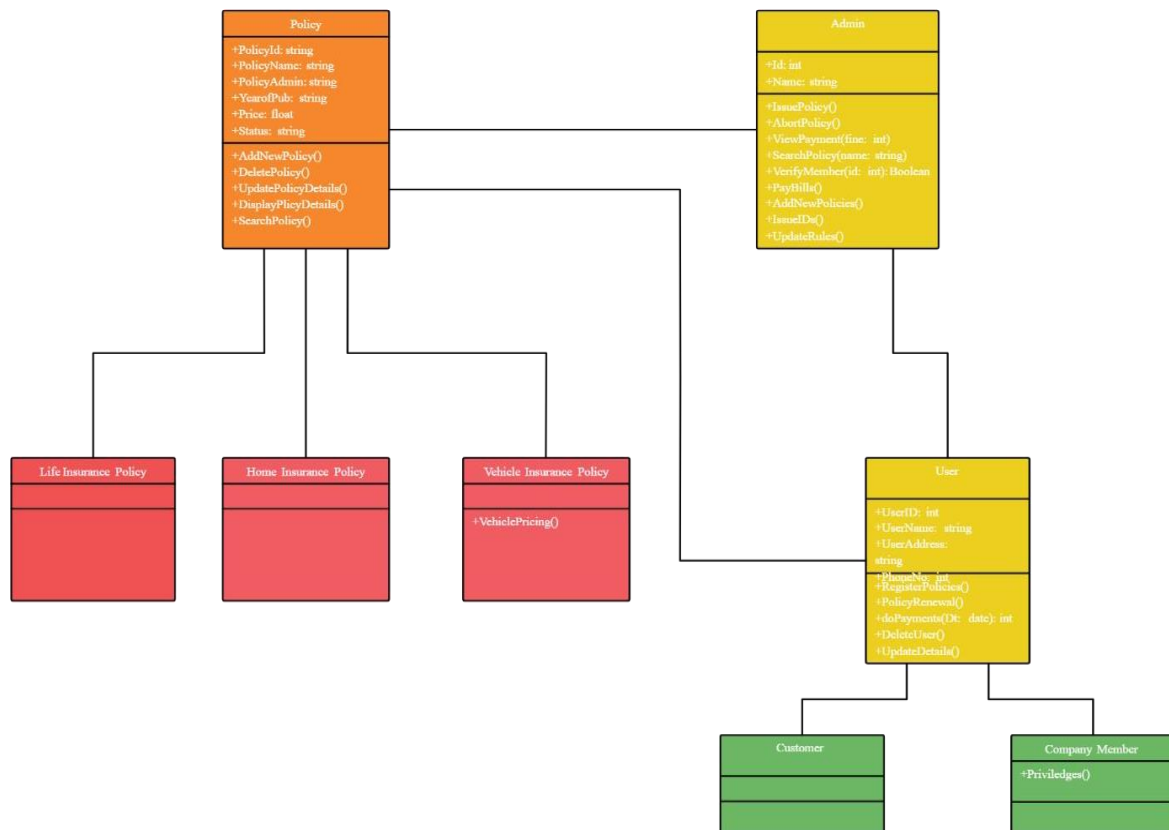 Policy
+PolicyId: string
+PolicyName: string
+PolicyAdmin: string
+YearofPub: string
+Price: float
+Status: string
+AddNewPolicy()
+DeletePolicy()
+UpdatePolicyDetails()
+DisplayPlicyDetails()
+SearchPolicy()
Admin
+Id: int
+Name: string
+IssuePolicy()
+AbortPolicy()
+ViewPayment(fine: int)
+SearchPolicy(name: string)
+VerifyMember(id: int): Boolean
+PayBills()
+AddNewPolicies()
+IssueIDs()
+UpdateRules()
Life Insurance Policy
Home Insurance Policy
Vehicle Insurance Policy
+VehiclePricing()
User
+UserID: int
+UserName: string
+UserAddress:
string
+PhoneNo: int
+RegisterPolicies()
+PolicyRenewal()
+doPayments(Dt: date): int
+DeleteUser()
+UpdateDetails()
Customer
Company Member
+Priviledges()